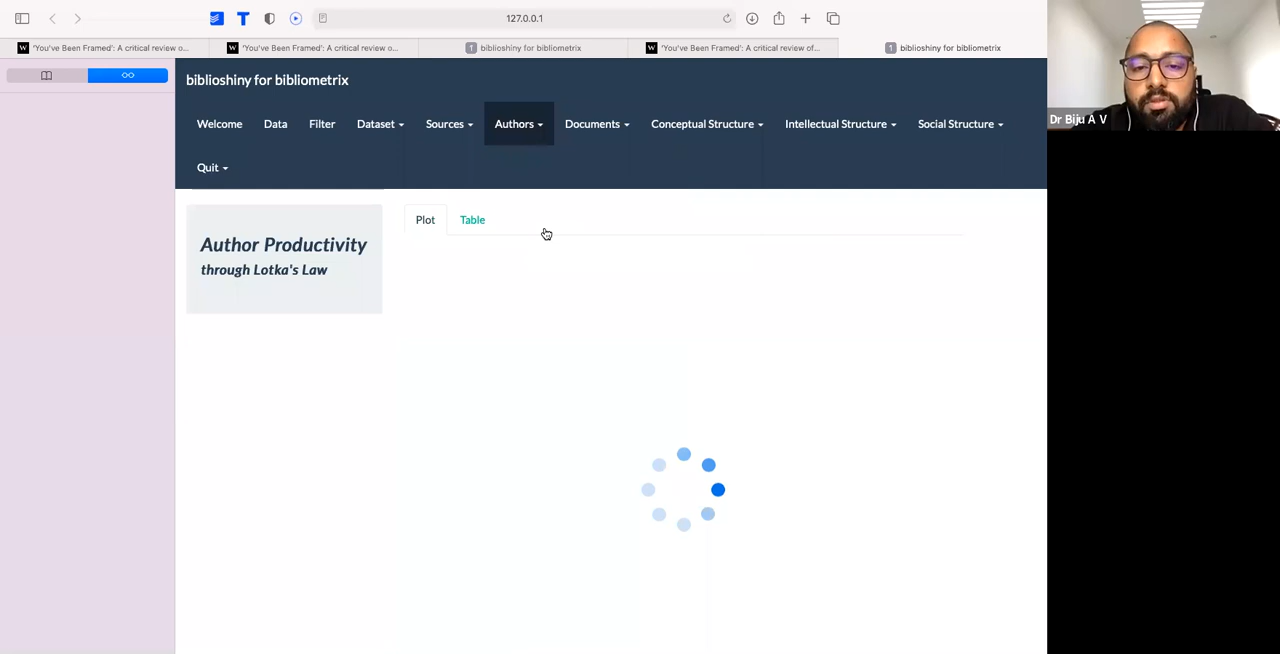 127.0.0.1
'You've Been Framed': A critical review o...
'You've Been Framed': A critical review o...
1 biblioshiny for bibliometrix
'You've Been Framed': A critical review of...
1 biblioshiny for bibliometrix
biblioshiny for bibliometrix
Welcome Data Filter Dataset Sources Authors Documents Conceptual Structure Intellectual Structure Social Structure
Quit
Dr Biju A V
Plot Table
Author Productivity
through Lotka's Law